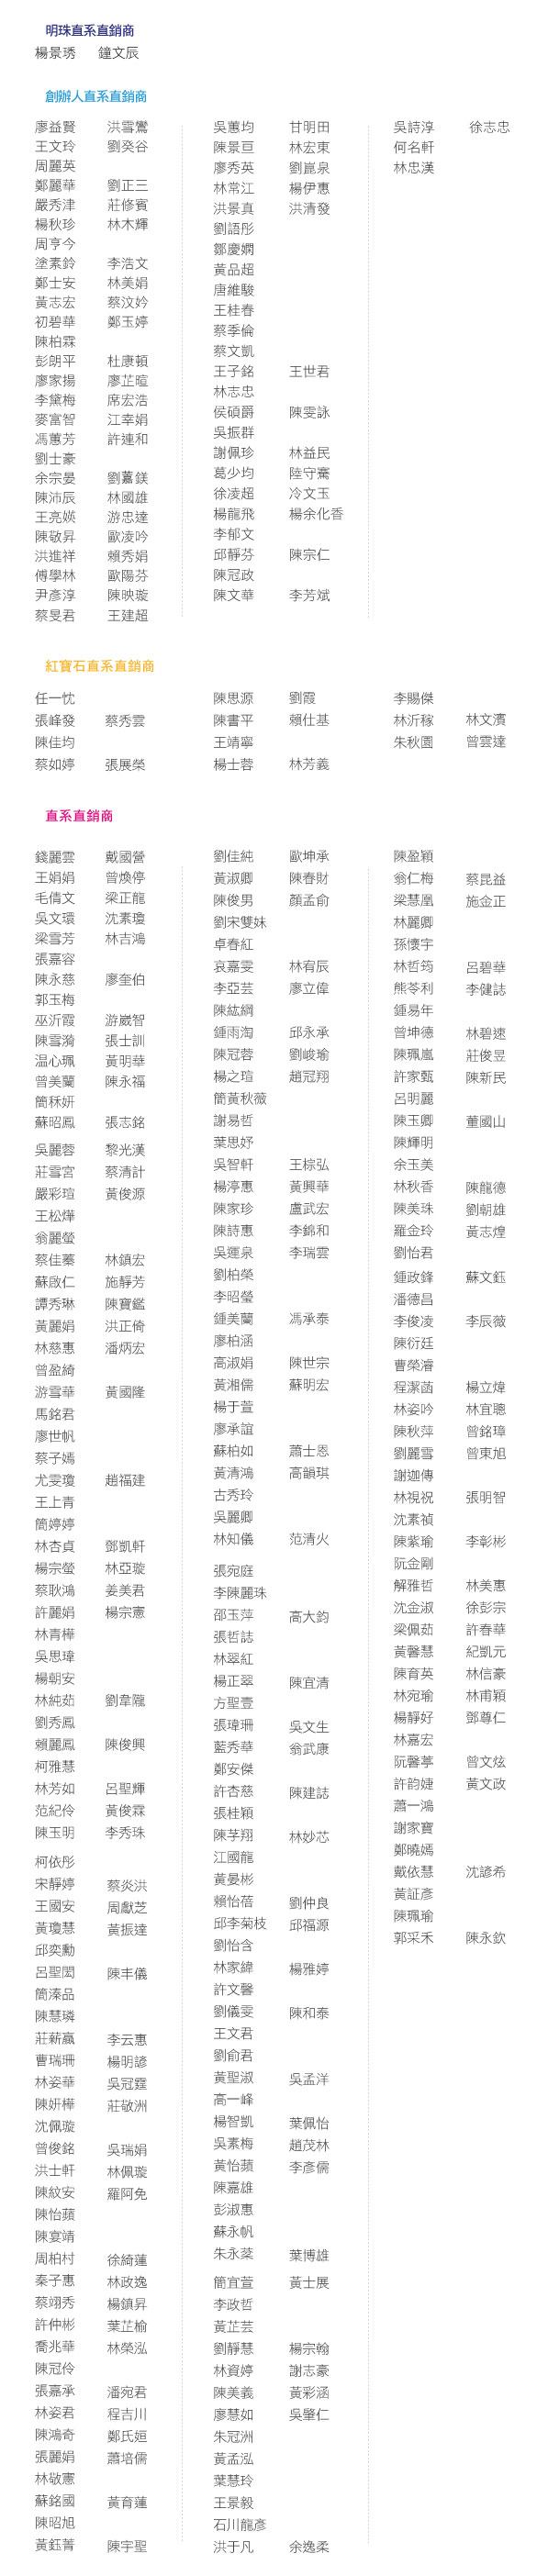 明珠直系直銷商
楊景琇 鐘文辰
創辦人直系直銷商
廖益賢 洪雪鶯
王文玲 劉癸谷
周麗英
鄭麗華 劉正三
嚴秀津 莊修賓
楊秋珍 林木輝
周亨今
塗素鈴 李浩文
鄭士安 林美娟
黃志宏 蔡汶妗
初碧華 鄭玉婷
陳柏霖
彭朗平 杜康頓
廖家揚 廖芷暄
李黛梅 席宏浩
麥富智 江幸娟
馮蕙芳 許連和
劉士豪
余宗晏 劉藎鎂
陳沛辰 林國雄
王亮媖 游忠達
陳敬昇 歐凌吟
洪進祥 賴秀娟
傅學林 歐陽芬
尹彥淳 陳映璇
蔡旻君 王建超
吳蕙均 甘明田
陳景亘 林宏東
廖秀英 劉崑泉
林常江 楊伊惠
洪景真 洪清發
劉語彤
鄒慶嫻
黃品超
唐維駿
王桂春
蔡季倫
蔡文凱
王子銘 王世君
林志忠
侯碩爵 陳雯詠
吳振群
謝佩珍 林益民
葛少均 陸守騫
徐凌超 冷文玉
楊龍飛 楊余化香
李郁文
邱靜芬 陳宗仁
陳冠政
陳文華 李芳斌
吳詩淳 徐志忠
何名軒
林忠漢
紅寶石直系直銷商
任一忱
張峰發 蔡秀雲
陳佳均
蔡如婷 張展榮
陳思源 劉霞
陳書平 賴仕基
王靖寧
楊士蓉 林芳義
李賜傑
林沂稼 林文濱
朱秋園 曾雲達
直系直銷商
錢麗雲 戴國營
王娟娟 曾煥停
毛倩文 梁正龍
吳文環 沈素瓊
梁雪芳 林吉鴻
張嘉容
陳永慈 廖奎伯
郭玉梅
巫沂霞 游崴智
陳雪漪 張士訓
温心珮 黃明華
曾美蘭 陳永福
簡秝妍
蘇昭鳳 張志銘
吳麗蓉 黎光漢
莊雪宮 蔡清計
嚴彩瑄 黃俊源
王松燁
翁麗螢
蔡佳蓁 林鎮宏
蘇啟仁 施靜芳
譚秀琳 陳寶鑑
黃麗娟 洪正倚
林慈惠 潘炳宏
曾盈綺
游雪華 黃國隆
馬銘君
廖世帆
蔡子嫣
尤雯瓊 趙福建
王上青
簡婷婷
林杏貞 鄧凱軒
楊宗螢 林亞璇
蔡耿鴻 姜美君
許麗娟 楊宗憲
林青樺
吳思瑋
楊朝安
林純茹 劉韋隴
劉秀鳳
賴麗鳳 陳俊興
柯雅慧
林芳如 呂聖輝
范紀伶 黃俊霖
陳玉明 李秀珠
柯依彤
宋靜婷 蔡炎洪
王國安 周獻芝
黃瓊慧 黃振達
邱奕勳
呂聖閎 陳丰儀
簡溱品
陳慧璘
莊薪嬴 李云惠
曹瑞珊 楊明諺
林姿華 吳冠霆
陳妍樺 莊敬洲
沈佩璇
曾俊銘 吳瑞娟
洪士軒 林佩璇
陳紋安 羅阿免
陳怡蘋
陳宴靖
周柏村 徐綺蓮
秦子惠 林政逸
蔡翊秀 楊鎮昇
許仲彬 葉芷榆
喬兆華 林榮泓
陳冠伶
張嘉承 潘宛君
林姿君 程吉川
陳鴻奇 鄭氏姮
張麗娟 蕭培儒
林敬憲
蘇銘國 黃育蓮
陳昭旭
黃鈺菁 陳宇聖
劉佳純 歐坤承
黃淑卿 陳春財
陳俊男 顏孟俞
劉宋雙妹
卓春紅
哀嘉雯 林宥辰
李亞芸 廖立偉
陳紘綱
鍾雨淘 邱永承
陳冠蓉 劉峻瑜
楊之瑄 趙冠翔
簡黃秋薇
謝易哲
葉思妤
吳智軒 王棕弘
楊渟惠 黃興華
陳家珍 盧武宏
陳詩惠 李錦和
吳運泉 李瑞雲
劉柏榮
李昭瑩
鍾美蘭 馮承泰
廖柏涵
高淑娟 陳世宗
黃湘儒 蘇明宏
楊于萱
廖承誼
蘇柏如 蕭士恩
黃清鴻 高韻琪
古秀玲
吳麗卿
林知儀 范清火
張宛庭
李陳麗珠
邵玉萍 高大鈞
張哲誌
林翠紅
楊正翠 陳宜清
方聖壹
張瑋珊 吳文生
藍秀華 翁武康
鄭安傑
許杏慈 陳建誌
張桂穎
陳芓翔 林妙芯
江國龍
黃晏彬
賴怡蓓 劉仲良
邱李菊枝 邱福源
劉怡含
林家緯 楊雅婷
許文馨
劉儀雯 陳和泰
王文君
劉俞君
黃聖淑 吳孟洋
高一峰
楊智凱 葉佩怡
吳素梅 趙茂林
黃怡蘋 李彥儒
陳嘉雄
彭淑惠
蘇永帆
朱永棻 葉博雄
簡宜萱 黃士展
李政哲
黃芷芸
劉靜慧 楊宗翰
林資婷 謝志豪
陳美義 黃彩涵
廖慧如 吳肇仁
朱冠洲
黃孟泓
葉慧玲
王景毅
石川龍彥
洪于凡 余逸柔
陳盈穎
翁仁梅 蔡昆益
梁慧凰 施金正
林麗卿
孫懷宇
林哲筠 呂碧華
熊苓利 李健誌
鍾易年
曾坤德 林碧速
陳珮嵐 莊俊昱
許家甄 陳新民
呂明麗
陳玉卿 董國山
陳輝明
余玉美
林秋香 陳龍德
陳美珠 劉朝雄
羅金玲 黃志煌
劉怡君
鍾政鋒 蘇文鈺
潘德昌
李俊凌 李辰薇
陳衍廷
曹榮濬
程潔菡 楊立煒
林姿吟 林宜聰
陳秋萍 曾銘璋
劉麗雪 曾東旭
謝迦傳
林視祝 張明智
沈素禎
陳紫瑜 李彰彬
阮金剛
解雅哲 林美惠
沈金淑 徐彭宗
梁佩茹 許春華
黃馨慧 紀凱元
陳育英 林信豪
林宛瑜 林甫穎
楊靜好 鄧尊仁
林嘉宏
阮馨葶 曾文炫
許韵婕 黃文政
蕭一鴻
謝家寶
鄭曉嫣
戴依慧 沈諺希
黃証彥
陳珮瑜
郭采禾 陳永欽